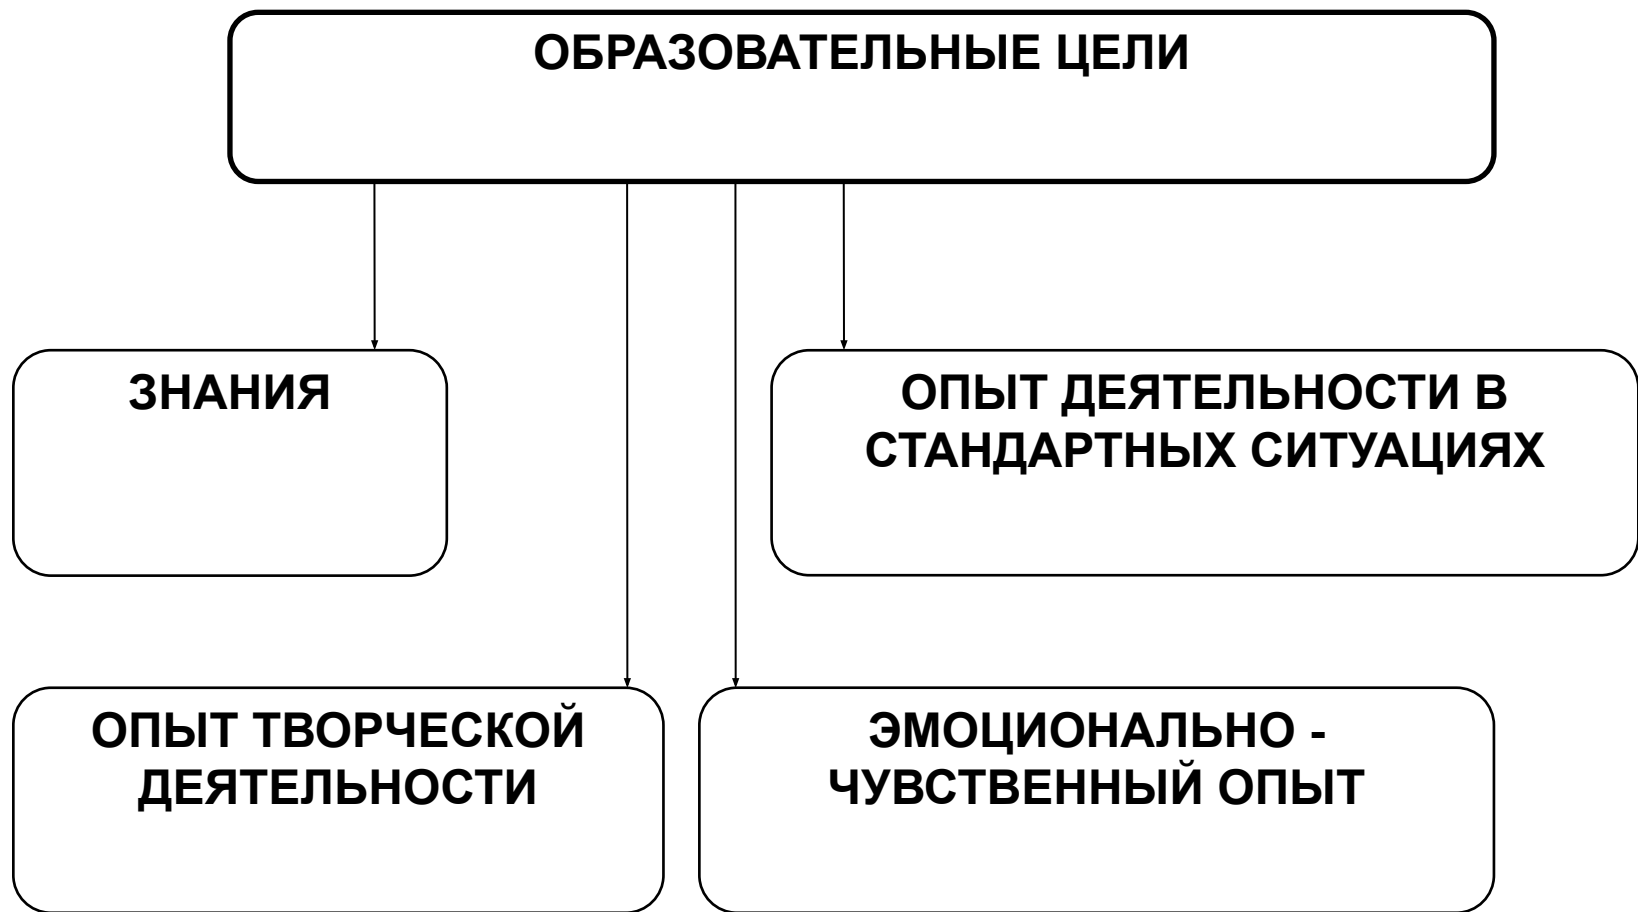 ОБРАЗОВАТЕЛЬНЫЕ ЦЕЛИ
ЗНАНИЯ
ОПЫТ ДЕЯТЕЛЬНОСТИ В
СТАНДАРТНЫХ СИТУАЦИЯХ
ОПЫТ ТВОРЧЕСКОЙ
ДЕЯТЕЛЬНОСТИ
ЭМОЦИОНАЛЬНО -
ЧУВСТВЕННЫЙ ОПЫТ